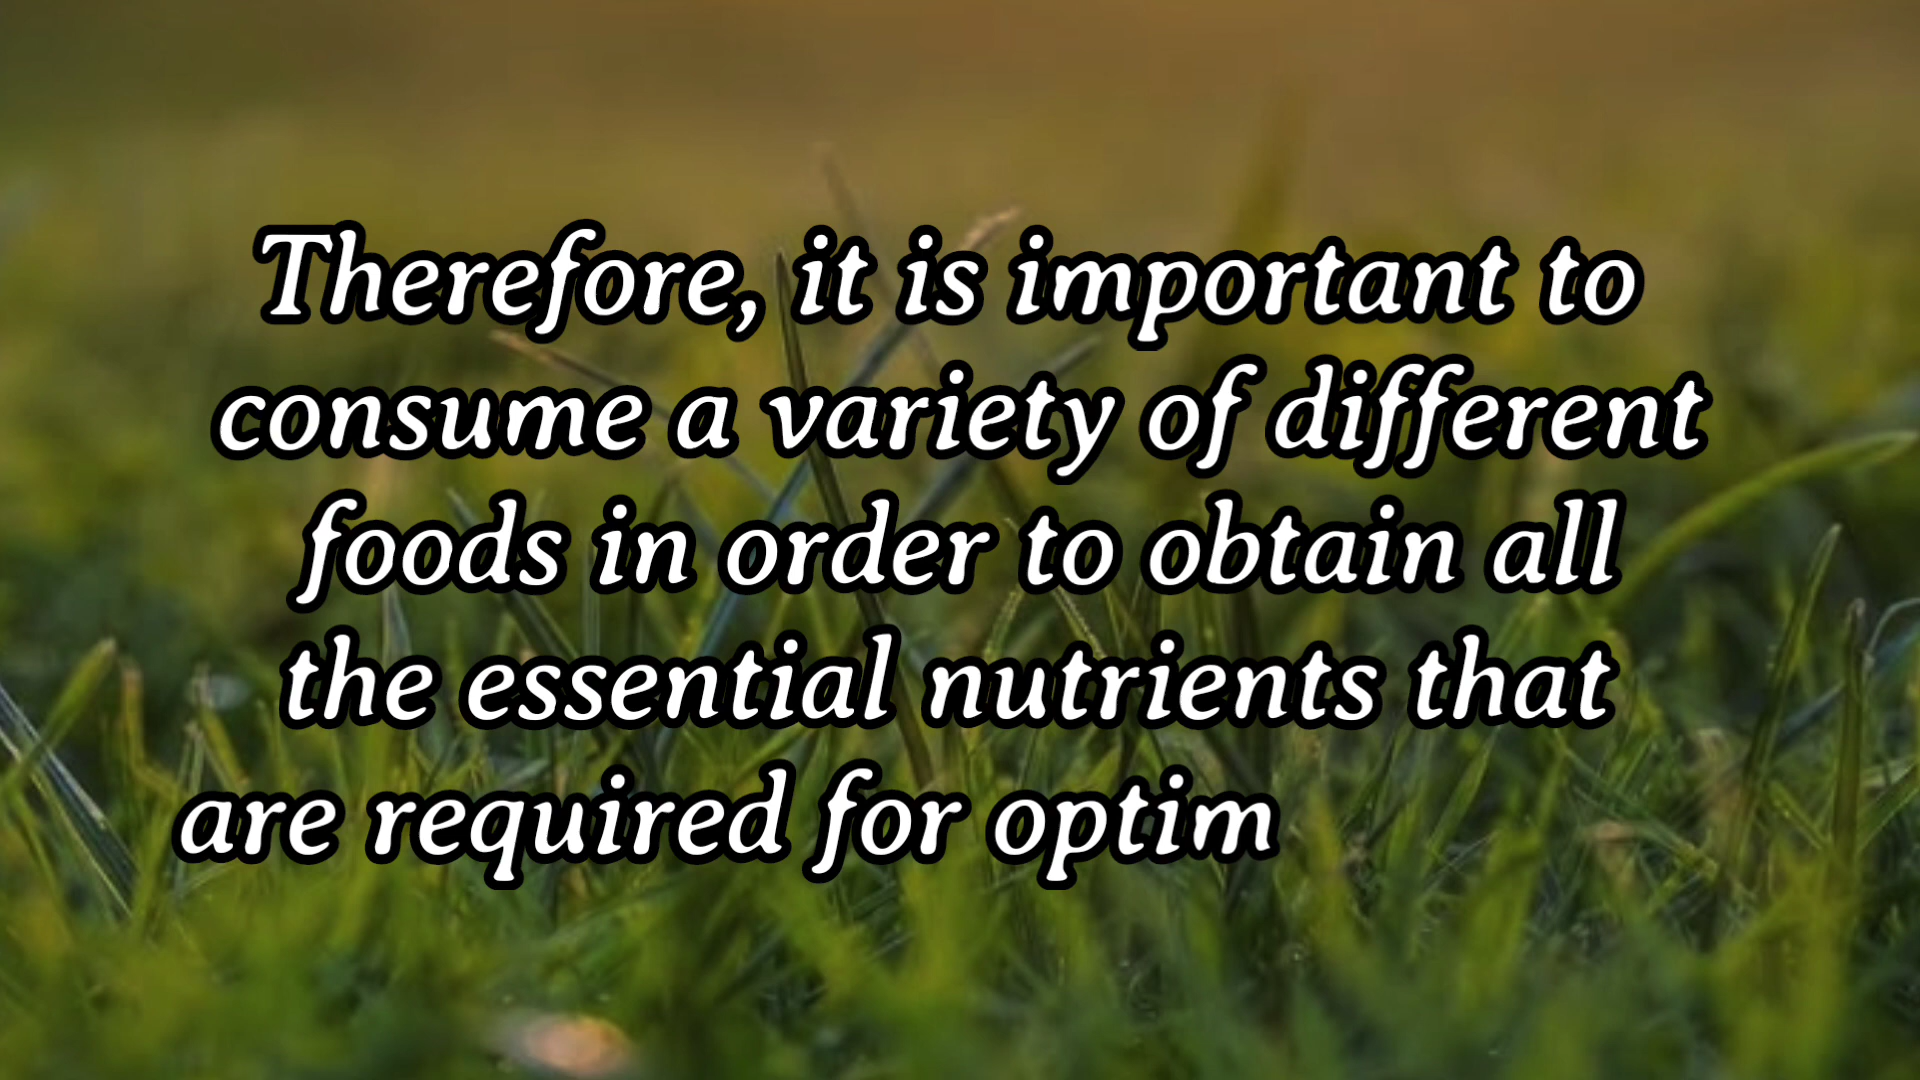 Therefore, it is important to
consume a variety of different
foods in order to obtain all
the essential nutrients that
are required for optim